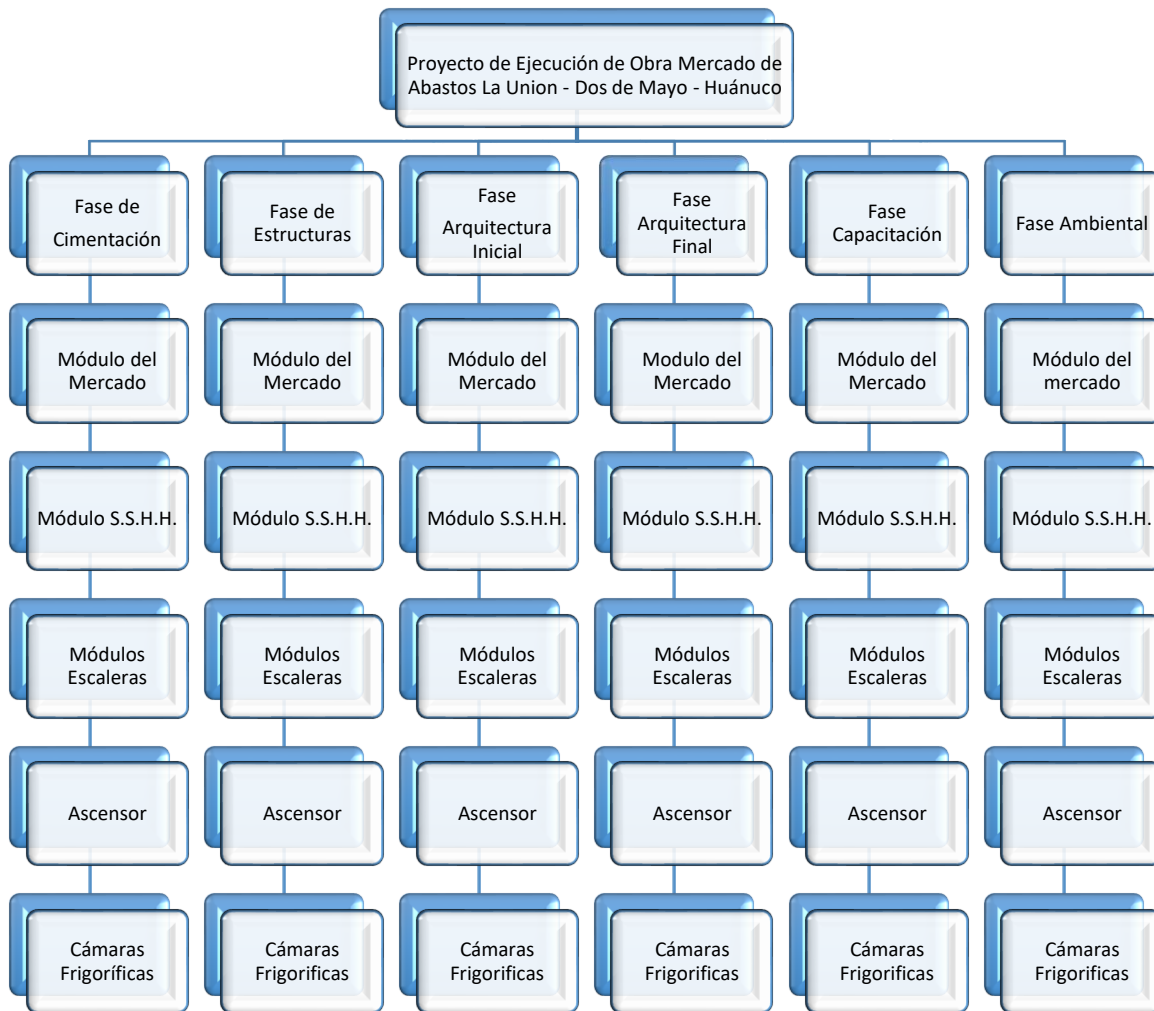 Proyecto de Ejecución de Obra Mercado de
Abastos La Union - Dos de Mayo - Huánuco
Fase de
Cimentación
Fase de
Estructuras
Fase
Arquitectura
Inicial
Fase
Arquitectura
Final
Fase
Capacitación
Fase Ambiental
Módulo del
Mercado
Módulo del
Mercado
Módulo del
Mercado
Modulo del
Mercado
Módulo del
Mercado
Módulo del
mercado
Módulo S.S.H.H.
Módulo S.S.H.H.
Módulo S.S.H.H.
Módulo S.S.H.H.
Módulo S.S.H.H.
Módulo S.S.H.H.
Módulos
Escaleras
Módulos
Escaleras
Módulos
Escaleras
Módulos
Escaleras
Módulos
Escaleras
Módulos
Escaleras
Ascensor
Ascensor
Ascensor
Ascensor
Ascensor
Ascensor
Cámaras
Frigoríficas
Cámaras
Frigorificas
Cámaras
Frigorificas
Cámaras
Frigorificas
Cámaras
Frigorificas
Cámaras
Frigorificas